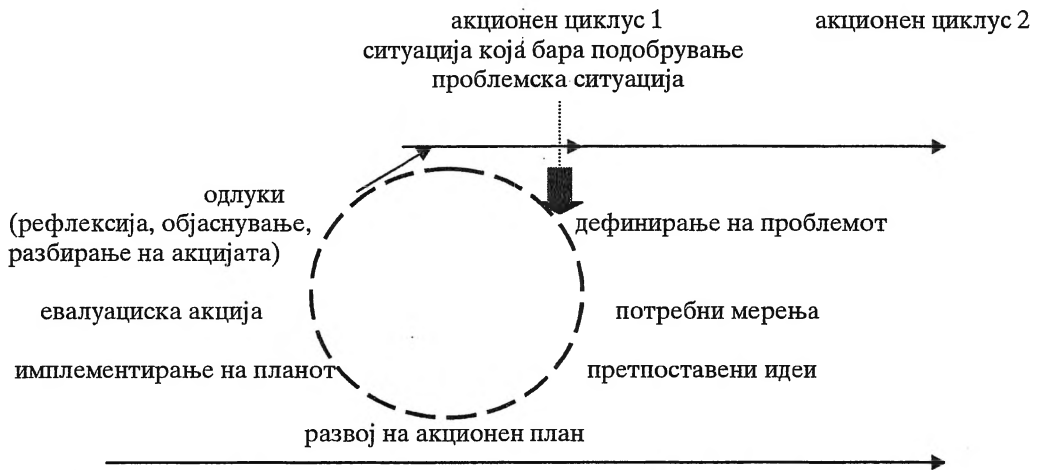 акционен циклус 1
акционен циклус 2
ситуација која бара подобрување
проблемска ситуација
одлуки
(рефлексија, објаснување,
разбирање на акцијата)
дефинирање на проблемот
евалуациска акција
потребни мерења
имплементирање на планот
претпоставени идеи
развој на акционен план